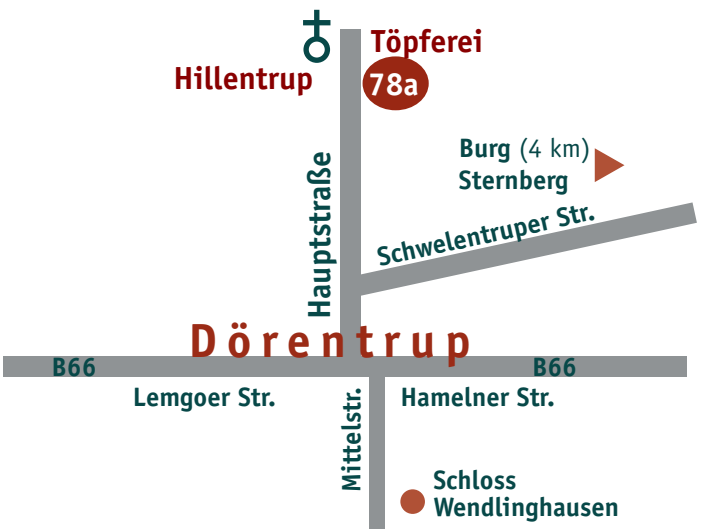 Töpferei
Hillentrup
78a
Burg (4 km)
Sternberg
Hauptstraße
Schwelentruper Str.
Dörentrup
B66
B66
Lemgoer Str.
Hamelner Str.
Mittelstr.
Schloss
Wendlinghausen